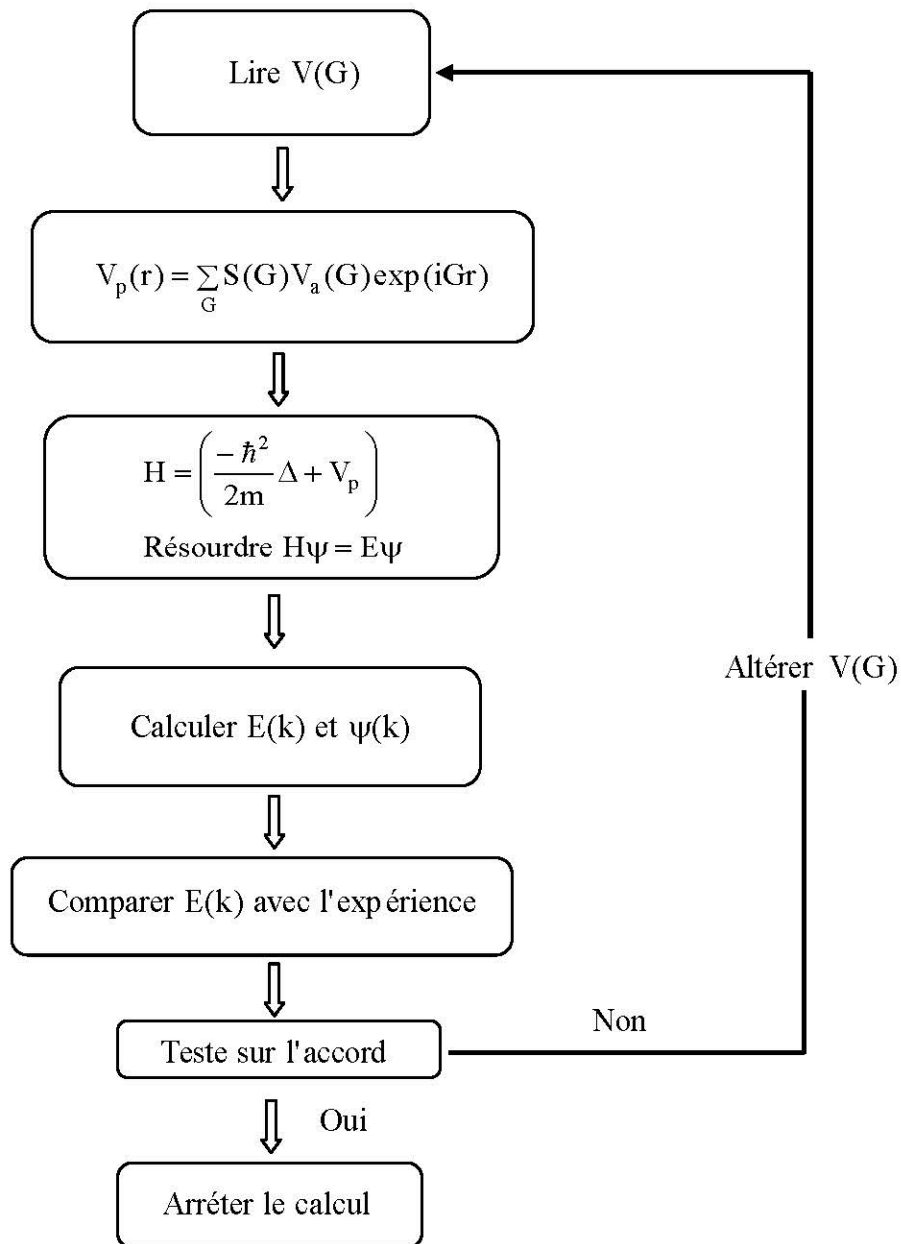 Lire V(G)
V_p(r) = ∑_G S(G)V_a(G)exp(iGr)
H = (-ħ²/2m Δ + V_p)
Résourdre Hψ = Eψ
Altérer V(G)
Calculer E(k) et ψ(k)
Comparer E(k) avec l'expérience
Non
Teste sur l'accord
Oui
Arréter le calcul